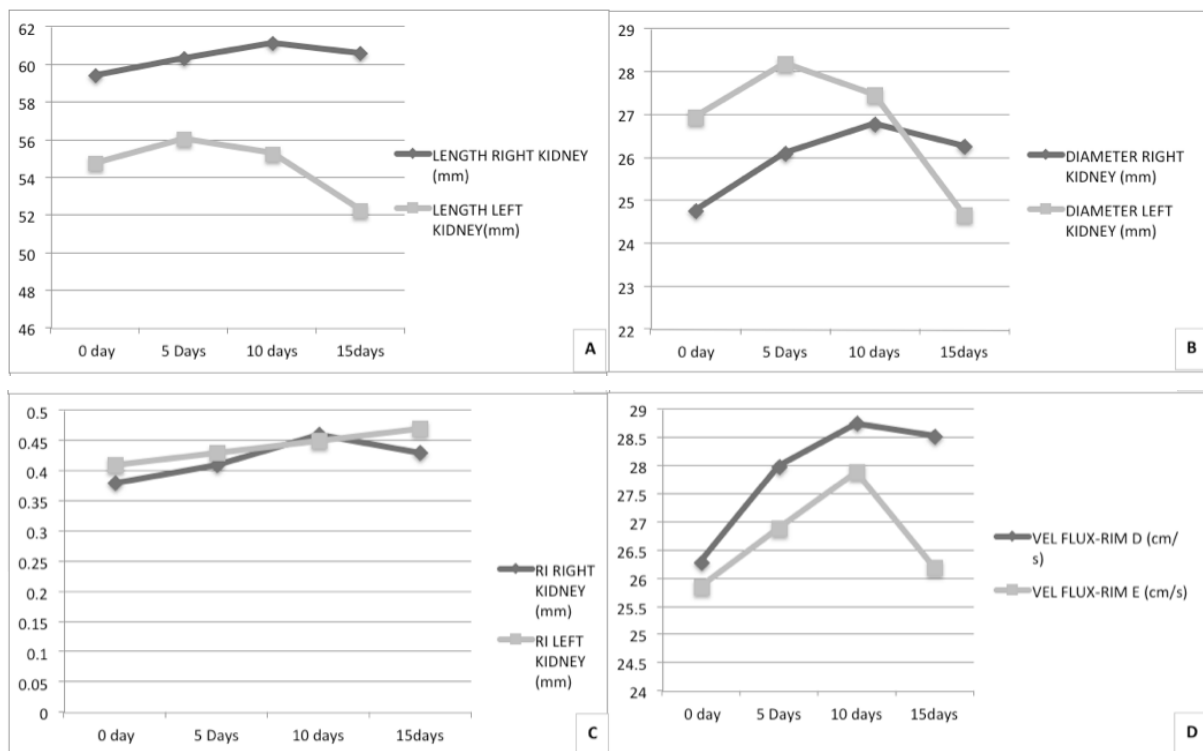 62
60
58
56
54
52
50
48
46
0 day 5 Days 10 days 15days
LENGTH RIGHT KIDNEY
(mm)
LENGTH LEFT
KIDNEY(mm)
A
29
28
27
26
25
24
23
22
0 day 5 Days 10 days 15days
DIAMETER RIGHT
KIDNEY (mm)
DIAMETER LEFT
KIDNEY (mm)
B
0.5
0.45
0.4
0.35
0.3
0.25
0.2
0.15
0.1
0.05
0
0 day 5 Days 10 days 15days
RI RIGHT
KIDNEY
(mm)
RI LEFT
KIDNEY
(mm)
C
29
28.5
28
27.5
27
26.5
26
25.5
25
24.5
24
0 day 5 Days 10 days 15days
VEL FLUX-RIM D (cm/
s)
VEL FLUX-RIM E (cm/s)
D